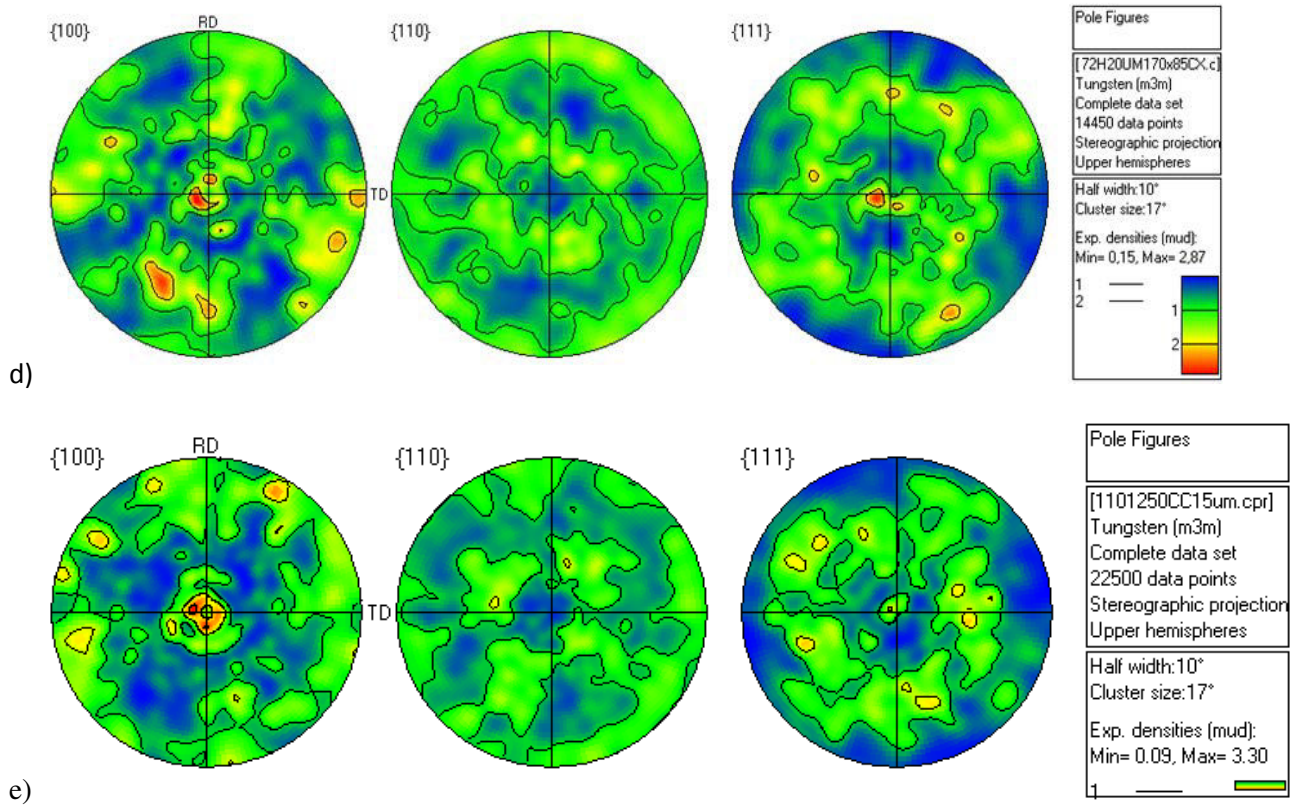 {100}
RD
{110}
{111}
TD
Pole Figures
[72H20UM170x85CX.c]
Tungsten (m3m)
Complete data set
14450 data points
Stereographic projection
Upper hemispheres
Half width:10°
Cluster size:17°
Exp. densities (mud):
Min= 0,15, Max= 2,87
1
2
1
2
d)
{100}
RD
{110}
{111}
TD
Pole Figures
[1101250CC15um.cpr]
Tungsten (m3m)
Complete data set
22500 data points
Stereographic projection
Upper hemispheres
Half width:10°
Cluster size:17°
Exp. densities (mud):
Min= 0.09, Max= 3.30
1
e)